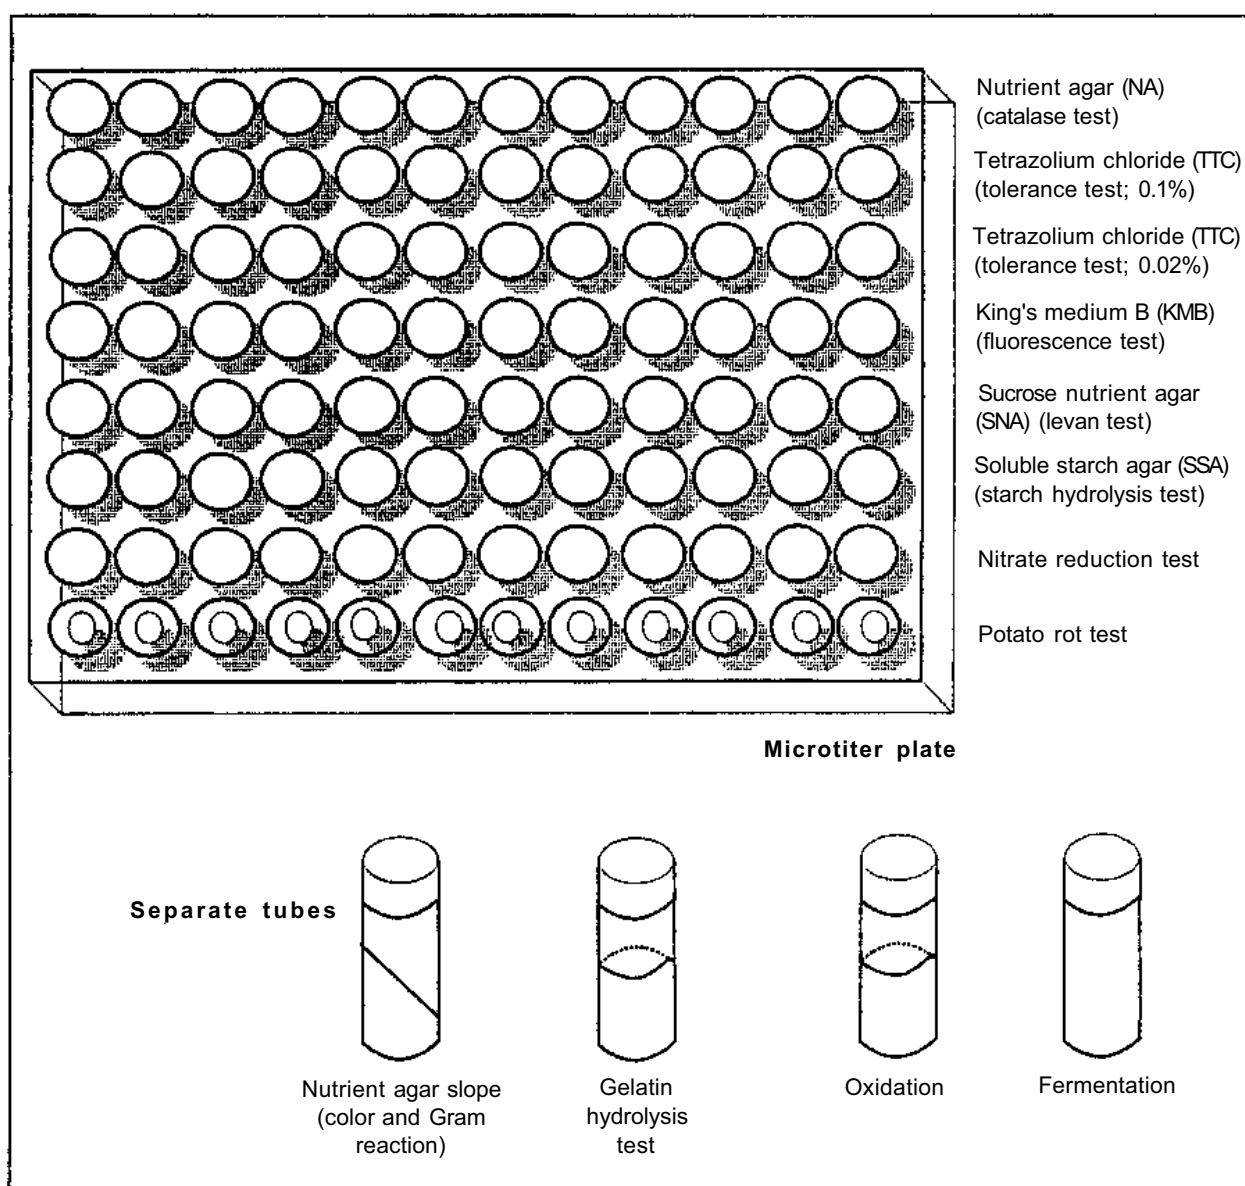 Nutrient agar (NA)
(catalase test)
Tetrazolium chloride (TTC)
(tolerance test; 0.1%)
Tetrazolium chloride (TTC)
(tolerance test; 0.02%)
King's medium B (KMB)
(fluorescence test)
Sucrose nutrient agar
(SNA) (levan test)
Soluble starch agar (SSA)
(starch hydrolysis test)
Nitrate reduction test
Potato rot test
Microtiter plate
Separate tubes
Nutrient agar slope
(color and Gram
reaction)
Gelatin
hydrolysis
test
Oxidation
Fermentation